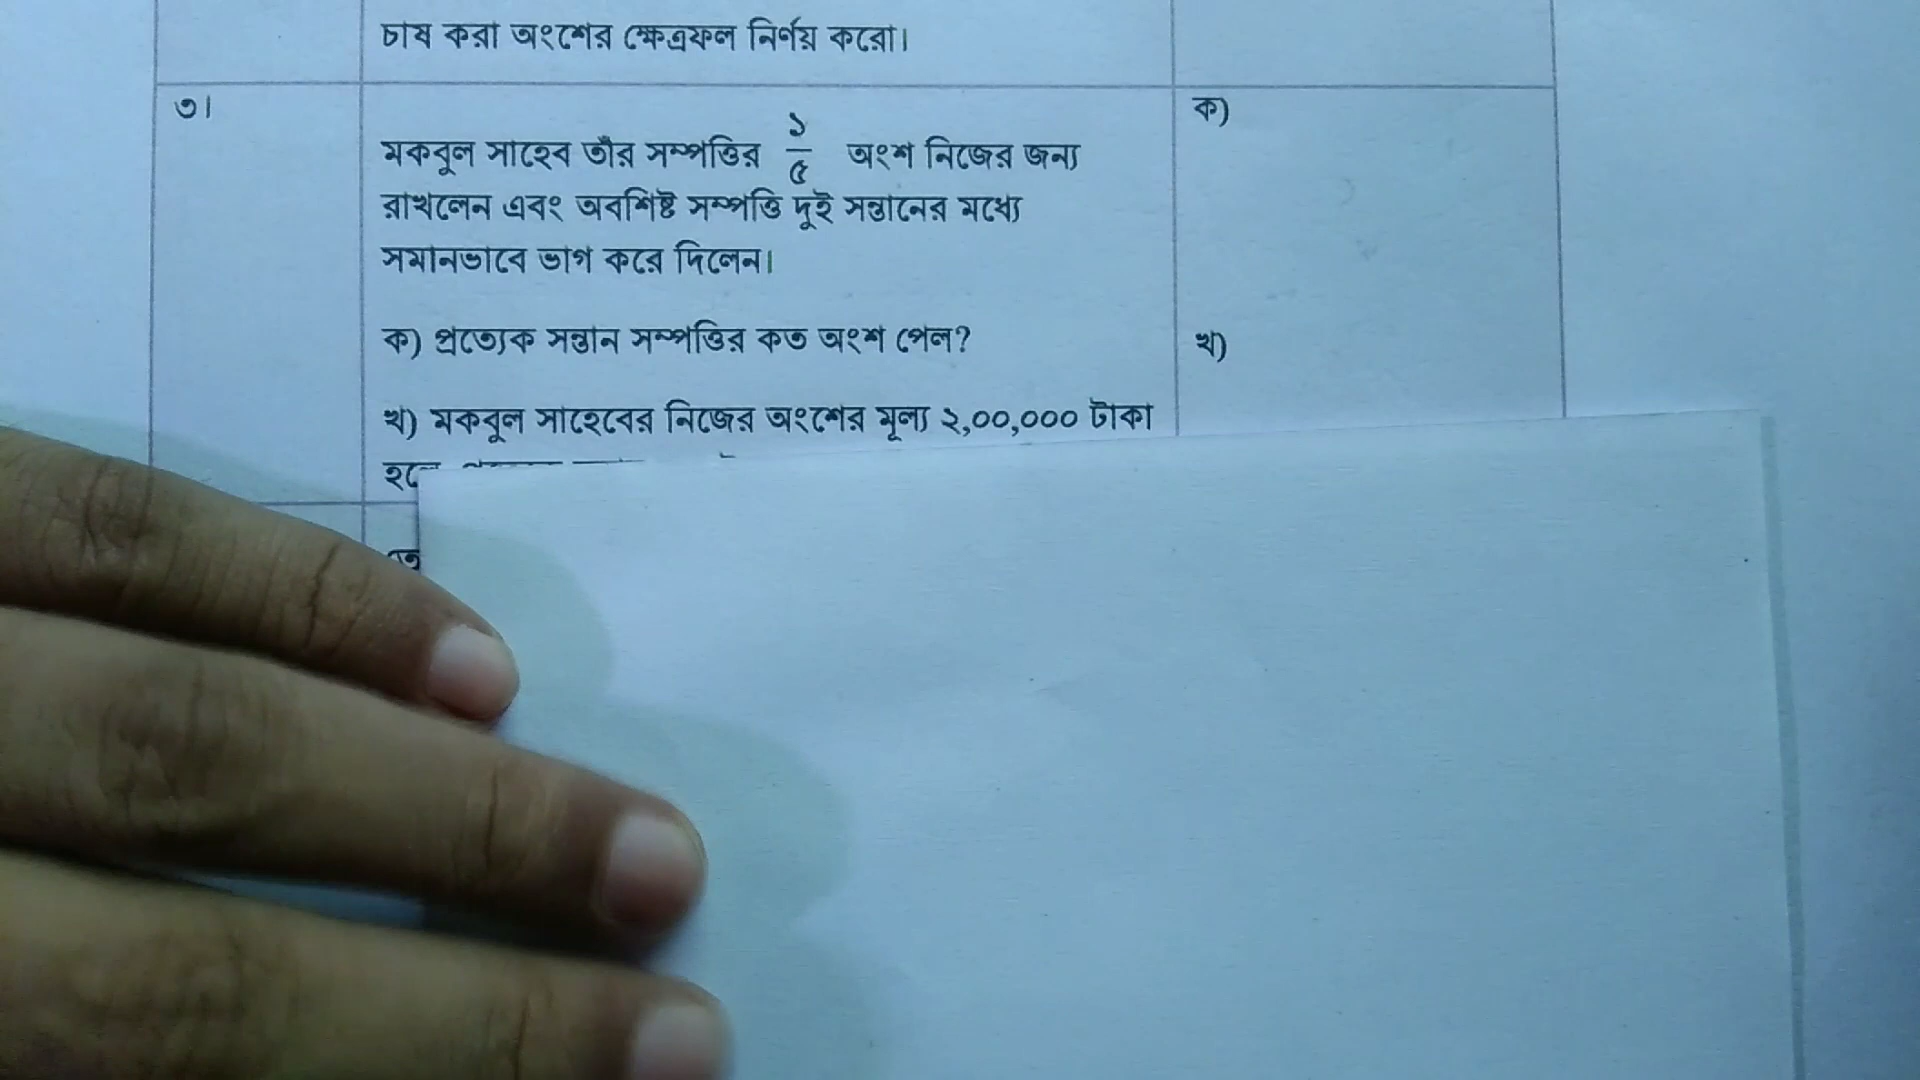 চাষ করা অংশের ক্ষেত্রফল নির্ণয় করো।
৩।
ক)
মকবুল সাহেব তাঁর সম্পত্তির ১/৫ অংশ নিজের জন্য
রাখলেন এবং অবশিষ্ট সম্পত্তি দুই সন্তানের মধ্যে
সমানভাবে ভাগ করে দিলেন।
ক) প্রত্যেক সন্তান সম্পত্তির কত অংশ পেল?
খ)
খ) মকবুল সাহেবের নিজের অংশের মূল্য ২,০০,০০০ টাকা